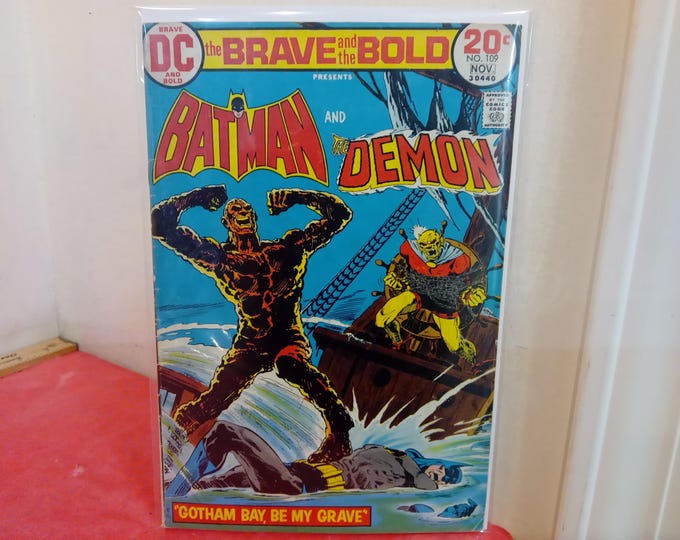 BRAVE
DC
AND
BOLD
the BRAVE and the BOLD
PRESENTS
20¢
NO. 109
NOV.
30440
APPROVED
BY THE
COMICS
CODE
AUTHORITY
BATMAN
AND
THE DEMON
"GOTHAM BAY, BE MY GRAVE"